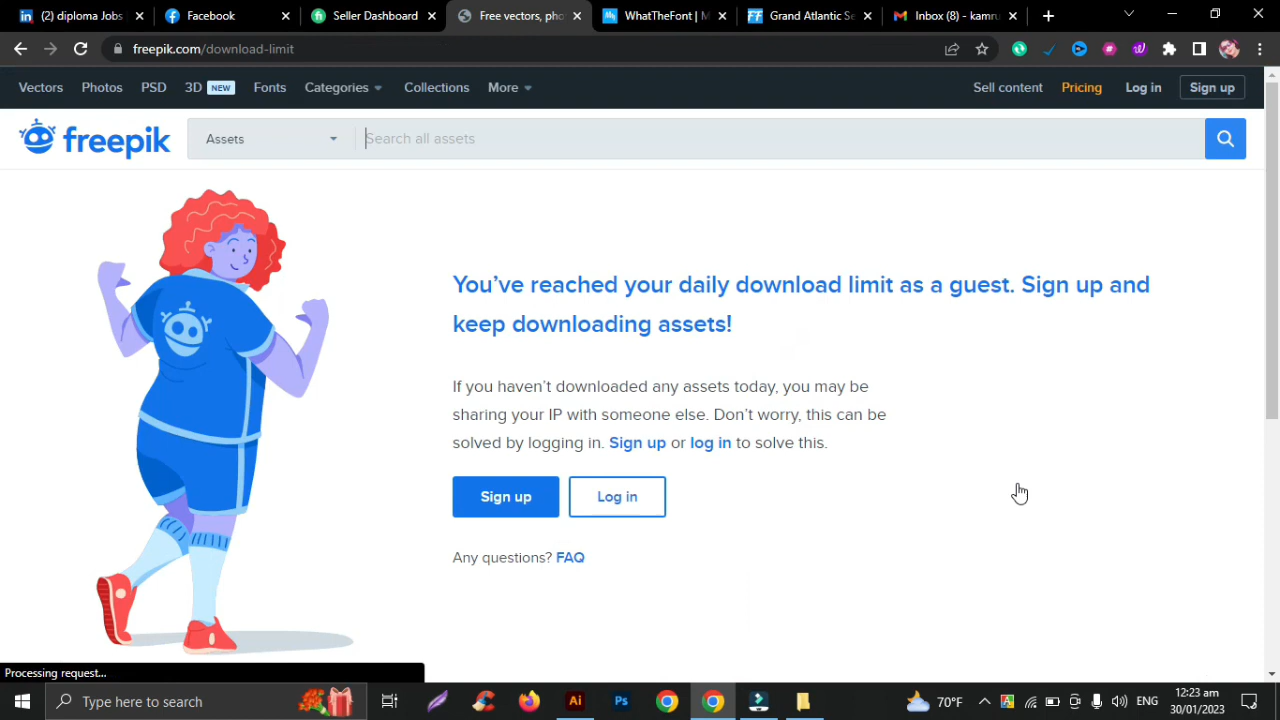 (2) diploma Jobs
Facebook
Seller Dashboard
Free vectors, pho
WhatTheFont | M
Grand Atlantic Se
Inbox (9) - kamru
freepik.com/download-limit
Vectors Photos PSD 3D NEW Fonts Categories Collections More Sell content Pricing Log in Sign up
freepik Assets Search all assets
You've reached your daily download limit as a guest. Sign up and
keep downloading assets!
If you haven't downloaded any assets today, you may be
sharing your IP with someone else. Don't worry, this can be
solved by logging in. Sign up or log in to solve this.
Sign up Log in
Any questions? FAQ
Processing request...
Type here to search Ai Ps 70°F ENG
12:23 am
30/01/2023